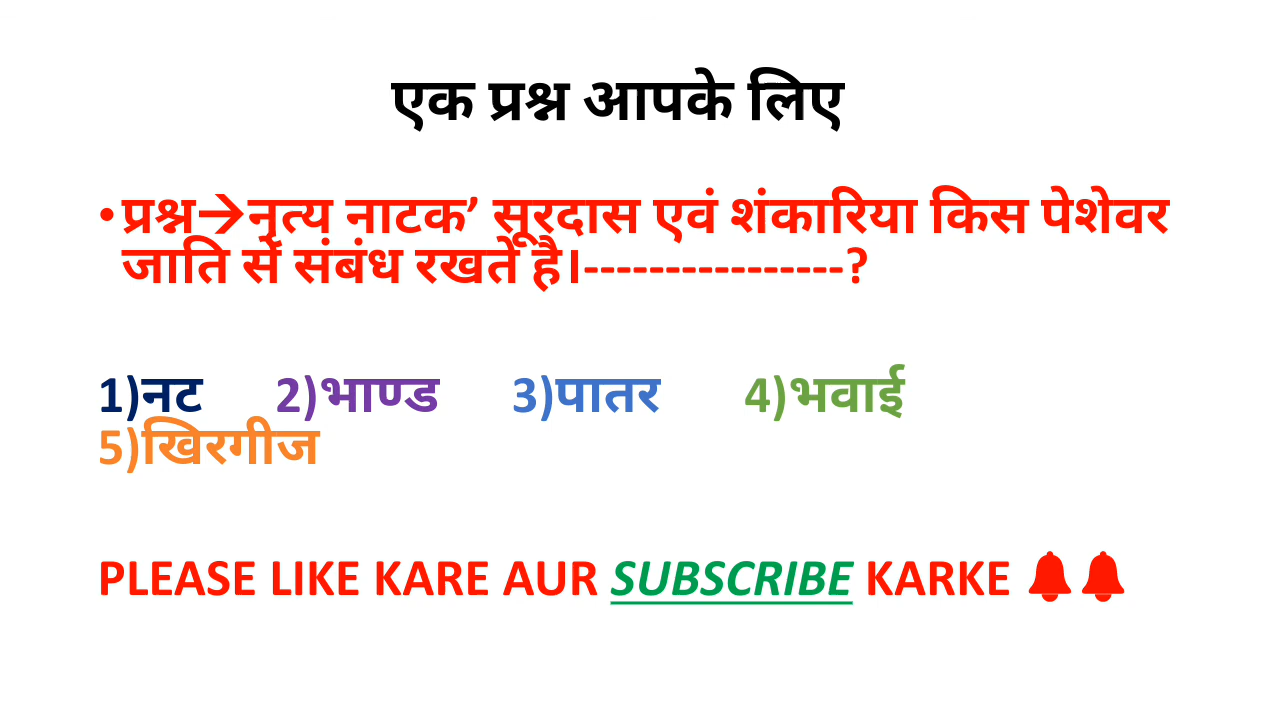 एक प्रश्न आपके लिए
• प्रश्न→नृत्य नाटक’ सूरदास एवं शंकारिया किस पेशेवर
जाति से संबंध रखते है।----------------?
1)नट 2)भाण्ड 3)पातर 4)भवाई
5)खिरगीज
PLEASE LIKE KARE AUR SUBSCRIBE KARKE 🔔🔔